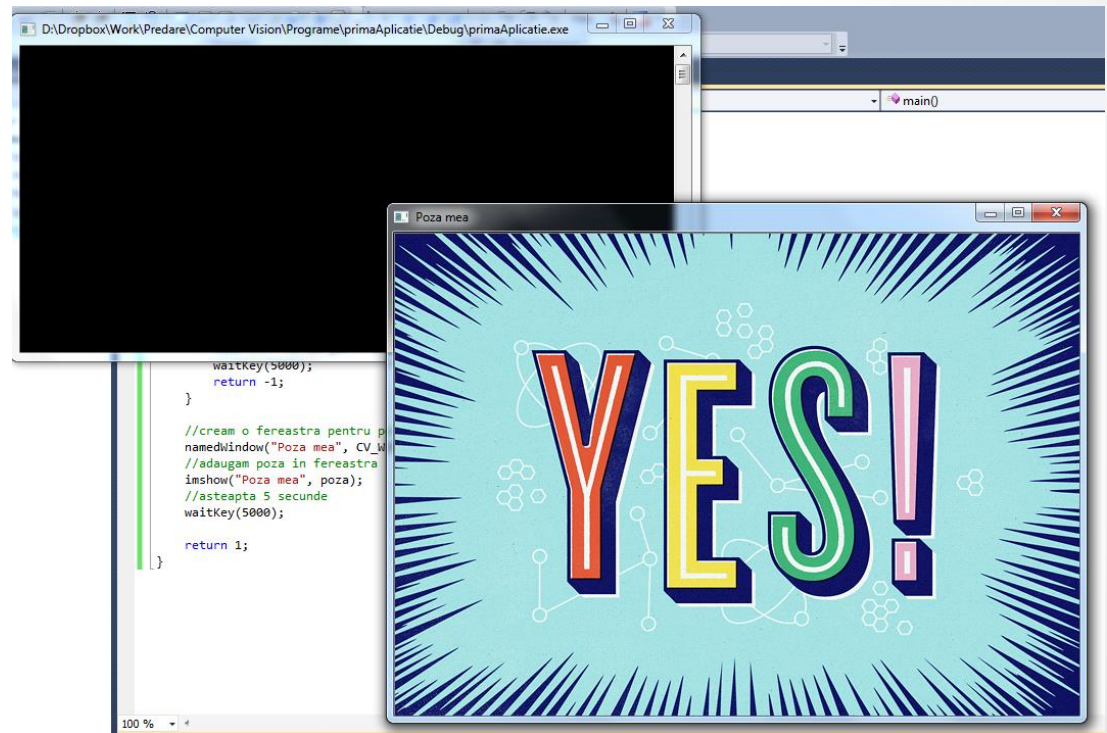 D:\Dropbox\Work\Predare\Computer Vision\Programe\primaAplicatie\Debug\primaAplicatie.exe
main()
Poza mea
YES!
waitKey(5000);
return -1;
}
//cream o fereastra pentru p
namedWindow("Poza mea", CV_W
//adaugam poza in fereastra
imshow("Poza mea", poza);
//asteapta 5 secunde
waitKey(5000);
return 1;
}
100 %